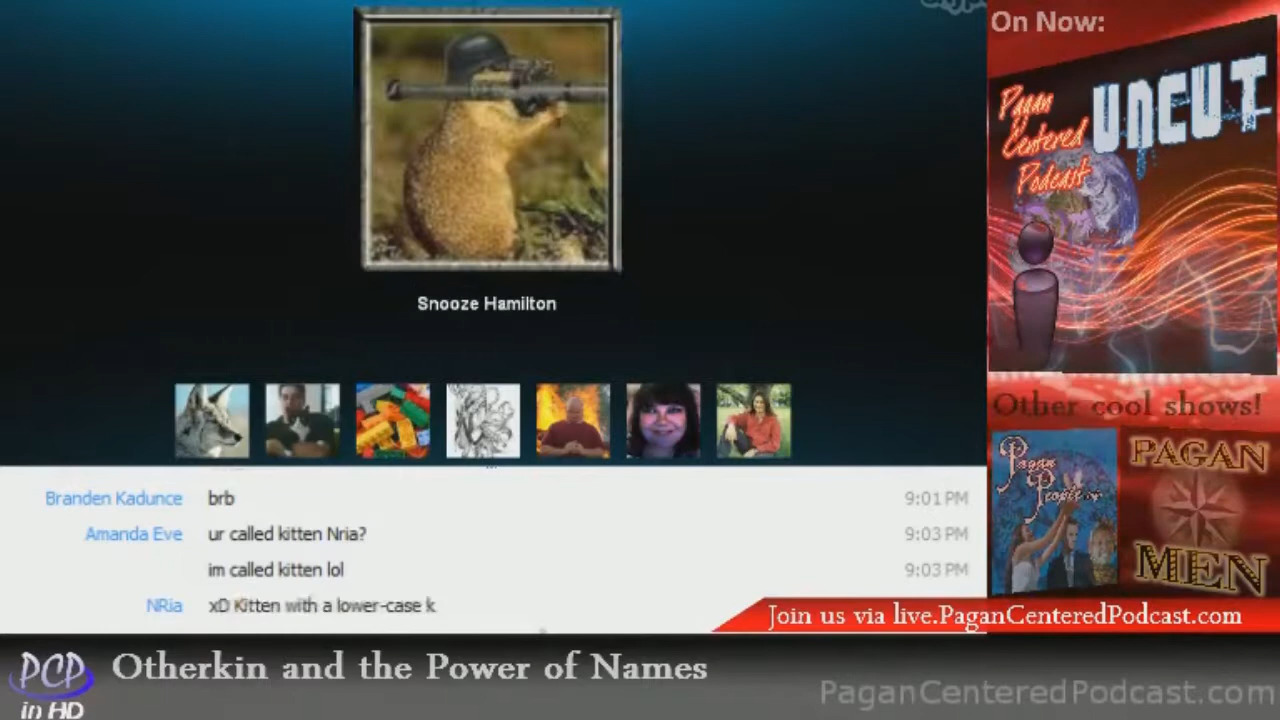 On Now:
Pagan
Centered
Podcast
UNCUT
Snooze Hamilton
Other cool shows!
Pagan
People
PAGAN
MEN
Branden Kadunce brb 9:01 PM
Amanda Eve ur called kitten Nria? 9:03 PM
im called kitten lol 9:03 PM
NRia xD Kitten with a lower-case k
Join us via live.PaganCenteredPodcast.com
PCP
in HD
Otherkin and the Power of Names
PaganCenteredPodcast.com